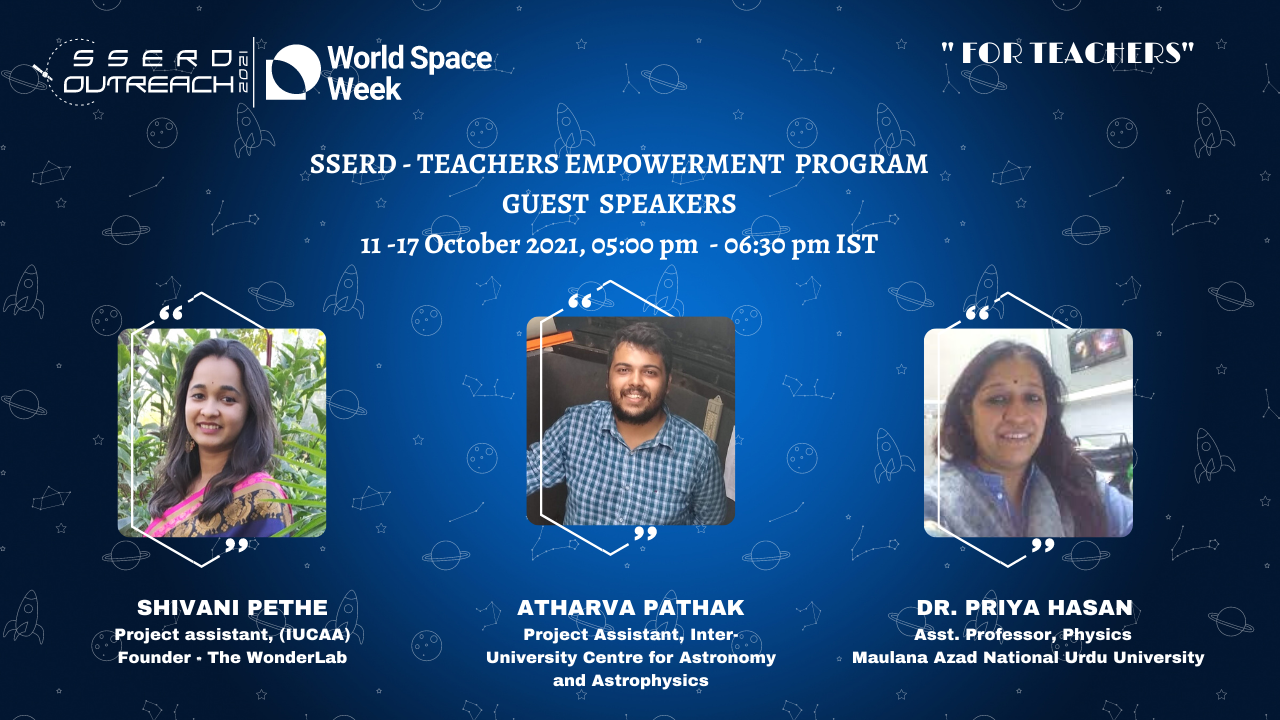 SSERD
OUTREACH
2021
World Space
Week
" FOR TEACHERS"
SSERD - TEACHERS EMPOWERMENT PROGRAM
GUEST SPEAKERS
11 -17 October 2021, 05:00 pm - 06:30 pm IST
SHIVANI PETHE
Project assistant, (IUCAA)
Founder - The WonderLab
ATHARVA PATHAK
Project Assistant, Inter-
University Centre for Astronomy
and Astrophysics
DR. PRIYA HASAN
Asst. Professor, Physics
Maulana Azad National Urdu University